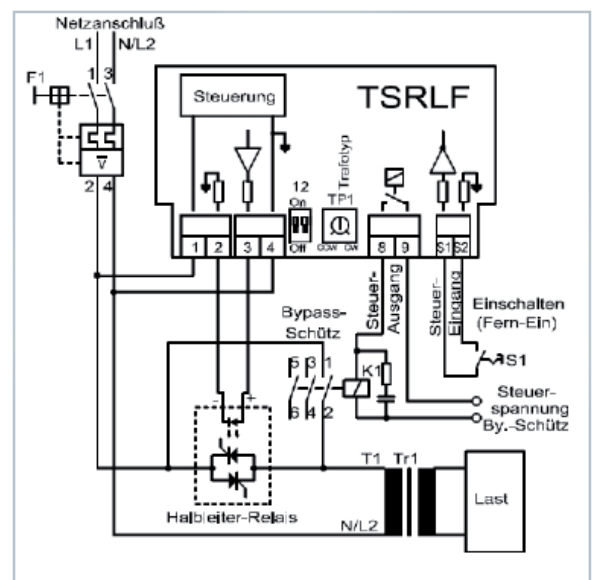 Netzanschluß
L1 N/L2
F1
1 3
2 4
Steuerung
TSRLF
12
On
Off
TP1
Trafotyp
CCW CW
1 2 3 4
8 9
S1 S2
Steuer-
Ausgang
Steuer-
Eingang
Einschalten
(Fern-Ein)
S1
Bypass-
Schütz
5 3 1
6 4 2
K1
Steuer-
spannung
By.-Schütz
- +
Halbleiter-Relais
T1 Tr1
N/L2
Last